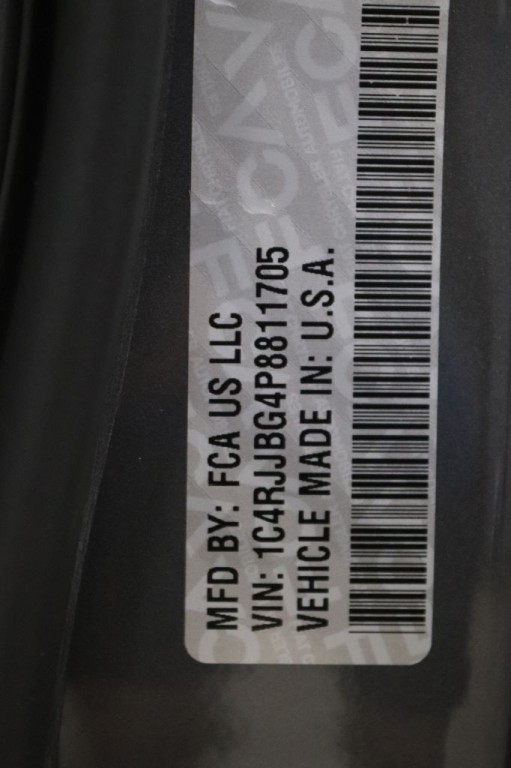 MFD BY: FCA US LLC
VIN: 1C4RJJBG4P8811705
VEHICLE MADE IN: U.S.A.